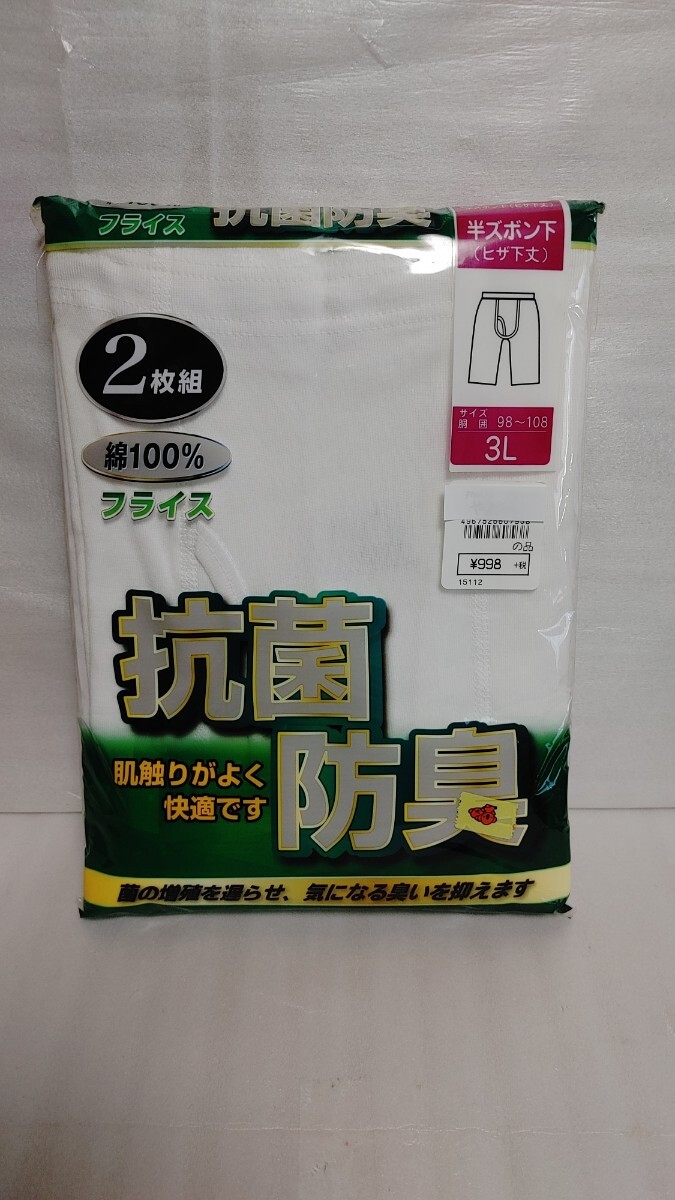 フライス
抗菌防臭
半ズボン下
(ヒザ下丈)
2枚組
綿100%
フライス
サイズ
胴囲 98~108
3L
の品
¥998 +税
15112
抗菌
防臭
肌触りがよく
快適です
菌の増殖を遅らせ、気になる臭いを抑えます